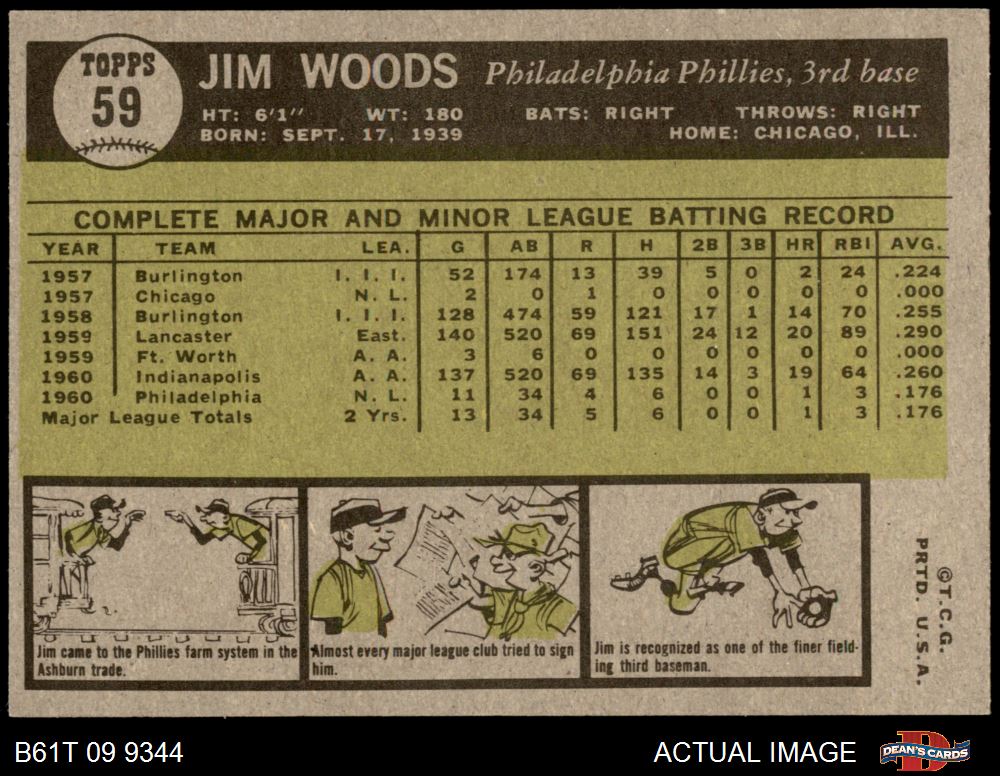 TOPPS
59
JIM WOODS Philadelphia Phillies, 3rd base
HT: 6'1" WT: 180 BATS: RIGHT THROWS: RIGHT
BORN: SEPT. 17, 1939 HOME: CHICAGO, ILL.
COMPLETE MAJOR AND MINOR LEAGUE BATTING RECORD
YEAR TEAM LEA. G AB R H 2B 3B HR RBI AVG.
1957 Burlington I. I. I. 52 174 13 39 5 0 2 24 .224
1957 Chicago N. L. 2 0 1 0 0 0 0 0 .000
1958 Burlington I. I. I. 128 474 59 121 17 1 14 70 .255
1959 Lancaster East. 140 520 69 151 24 12 20 89 .290
1959 Ft. Worth A. A. 3 6 0 0 0 0 0 0 .000
1960 Indianapolis A. A. 137 520 69 135 14 3 19 64 .260
1960 Philadelphia N. L. 11 34 4 6 0 0 1 3 .176
Major League Totals 2 Yrs. 13 34 5 6 0 0 1 3 .176
Jim came to the Phillies farm system in the
Ashburn trade.
Almost every major league club tried to sign
him.
Jim is recognized as one of the finer field-
ing third baseman.
© T.C.G.
PRTD. U.S.A.
B61T 09 9344 ACTUAL IMAGE DEAN'S CARDS